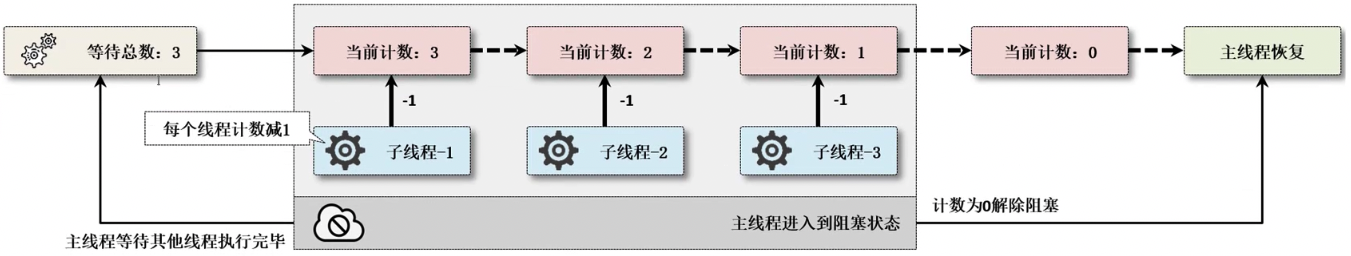 等待总数：3
当前计数：3
当前计数：2
当前计数：1
当前计数：0
主线程恢复
-1
-1
-1
每个线程计数减1
子线程-1
子线程-2
子线程-3
主线程进入到阻塞状态
计数为0解除阻塞
主线程等待其他线程执行完毕